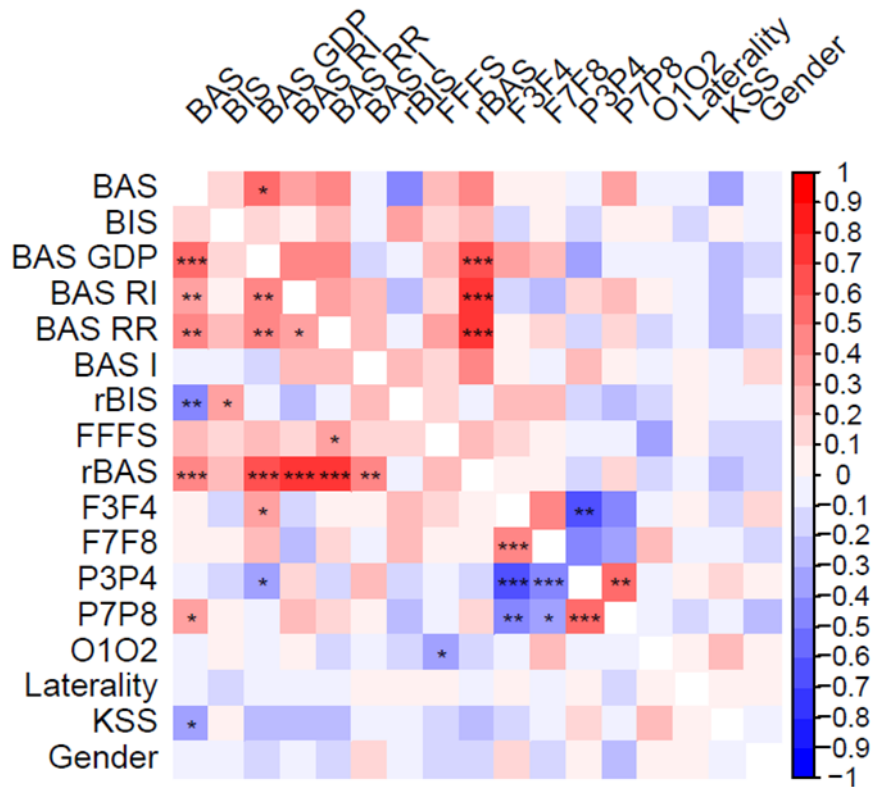 BAS
BIS
BAS GDP
BAS RI
BAS RR
BAS I
rBIS
FFFS
rBAS
F3F4
F7F8
P3P4
P7P8
O1O2
Laterality
KSS
Gender
BAS *
BIS
BAS GDP *** ***
BAS RI ** ** ***
BAS RR ** ** * ***
BAS I
rBIS ** *
FFFS *
rBAS *** *** *** *** **
F3F4 * **
F7F8 ***
P3P4 * *** *** **
P7P8 * ** * ***
O1O2 *
Laterality
KSS *
Gender
1
0.9
0.8
0.7
0.6
0.5
0.4
0.3
0.2
0.1
0
−0.1
−0.2
−0.3
−0.4
−0.5
−0.6
−0.7
−0.8
−0.9
−1